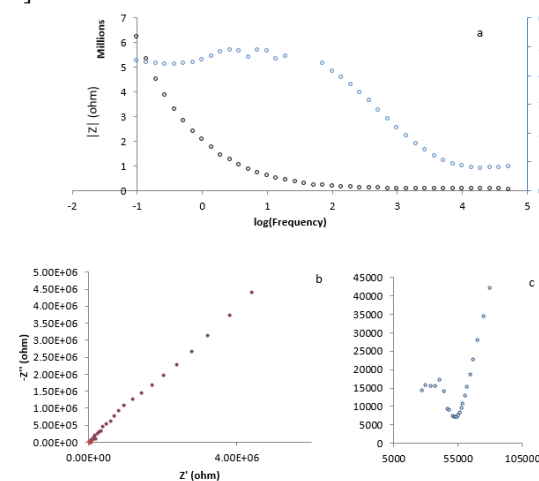 Millions
|Z| (ohm)
7
6
5
4
3
2
1
0
a
-2 -1 0 1 2 3 4 5
log(Frequency)
b
-Z'' (ohm)
5.00E+06
4.50E+06
4.00E+06
3.50E+06
3.00E+06
2.50E+06
2.00E+06
1.50E+06
1.00E+06
5.00E+05
0.00E+00
0.00E+00 4.00E+06
Z' (ohm)
c
45000
40000
35000
30000
25000
20000
15000
10000
5000
0
5000 55000 105000